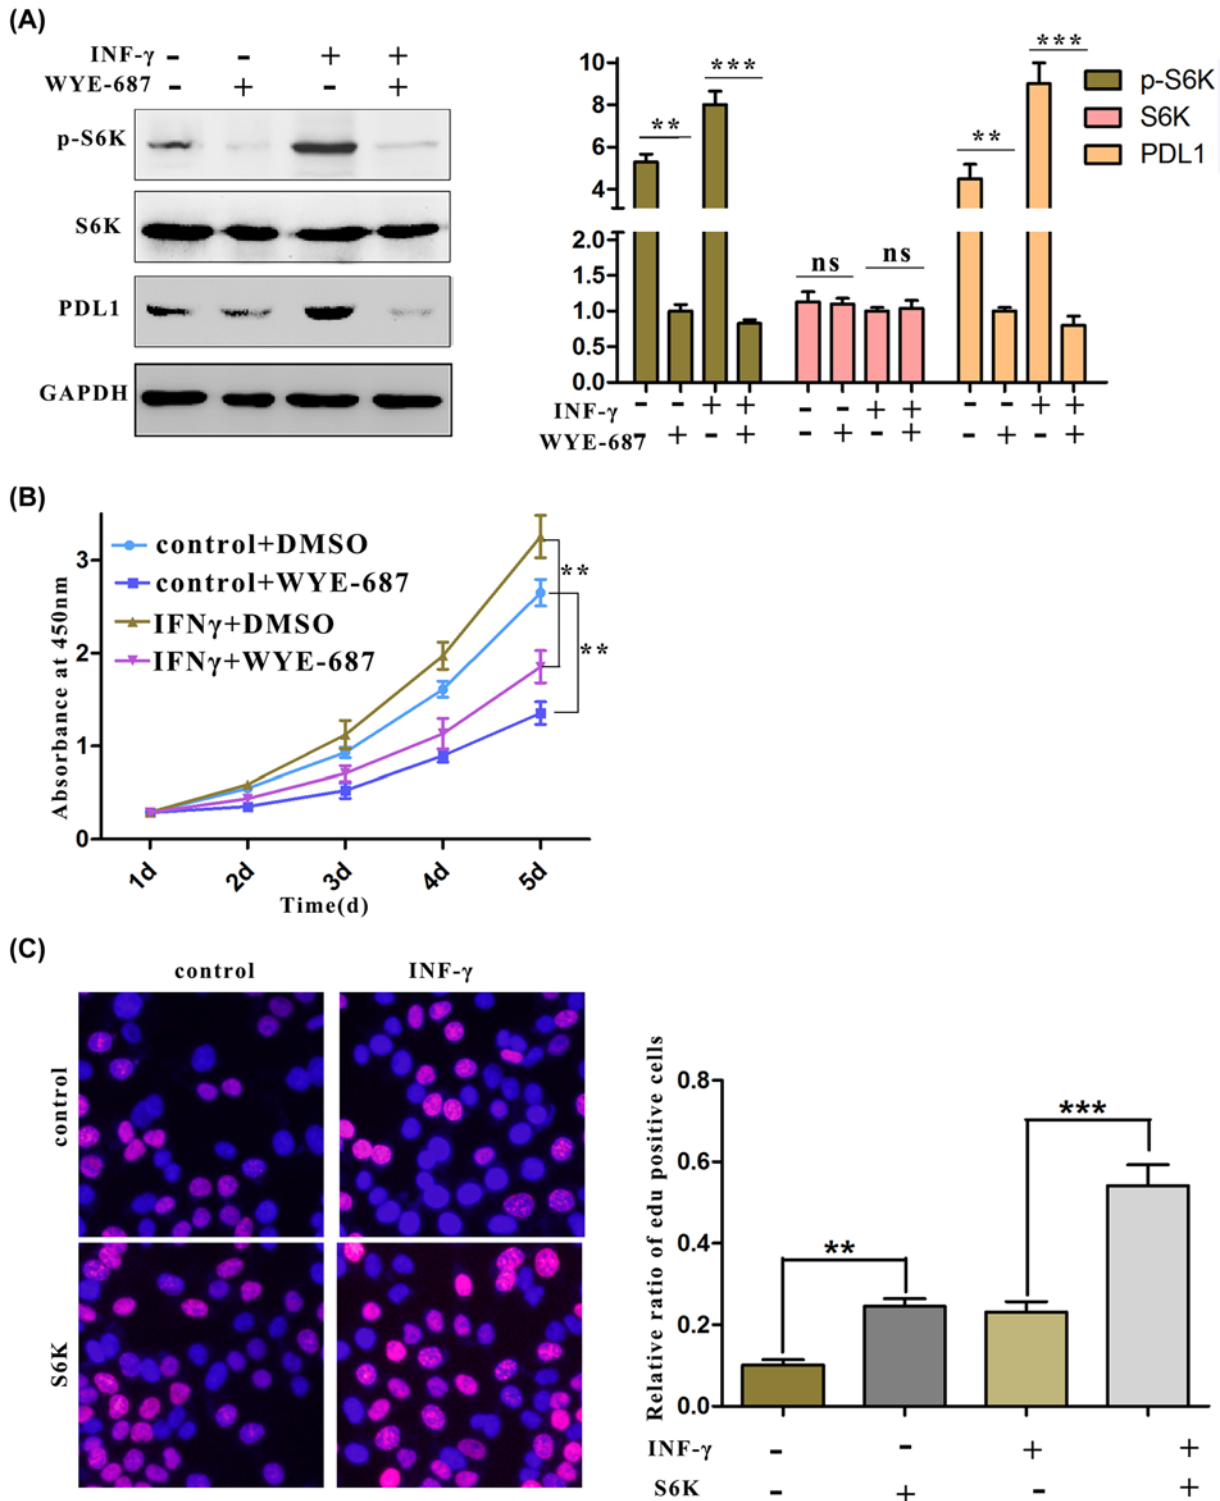 (A)
INF-γ - - + +
WYE-687 - + - +
p-S6K
S6K
PDL1
GAPDH
10
8
6
4
2.0
1.5
1.0
0.5
0.0
**
***
ns
ns
**
***
p-S6K
S6K
PDL1
INF-γ - - + + - - + + - - + +
WYE-687 - + - + - + - + - + - +
(B)
Absorbance at 450nm
3
2
1
0
control+DMSO
control+WYE-687
IFNγ+DMSO
IFNγ+WYE-687
**
**
1d 2d 3d 4d 5d
Time(d)
(C)
control INF-γ
control
S6K
Relative ratio of edu positive cells
0.8
0.6
0.4
0.2
0.0
**
***
INF-γ - - + +
S6K - + - +